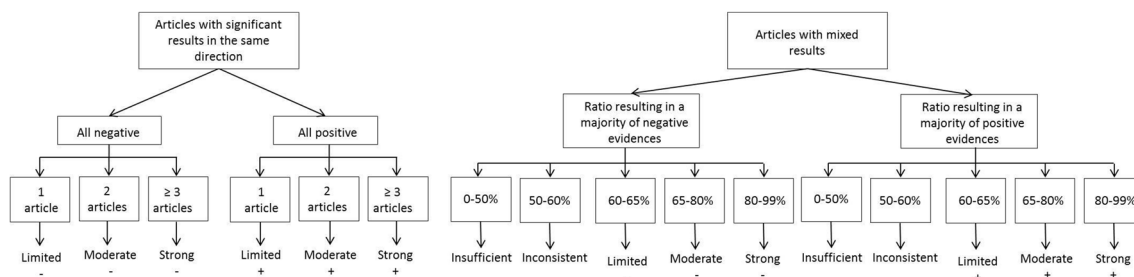 Articles with significant
results in the same
direction
All negative
All positive
1
article
2
articles
≥ 3
articles
1
article
2
articles
≥ 3
articles
Limited
-
Moderate
-
Strong
-
Limited
+
Moderate
+
Strong
+
Articles with mixed
results
Ratio resulting in a
majority of negative
evidences
Ratio resulting in a
majority of positive
evidences
0-50%
50-60%
60-65%
65-80%
80-99%
0-50%
50-60%
60-65%
65-80%
80-99%
Insufficient
Inconsistent
Limited
Moderate
-
Strong
-
Insufficient
Inconsistent
Limited
+
Moderate
+
Strong
+